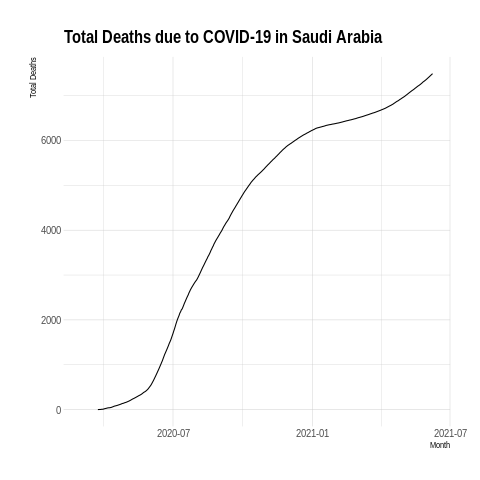 Total Deaths due to COVID-19 in Saudi Arabia
Total Deaths
6000
4000
2000
0
2020-07
2021-01
2021-07
Month